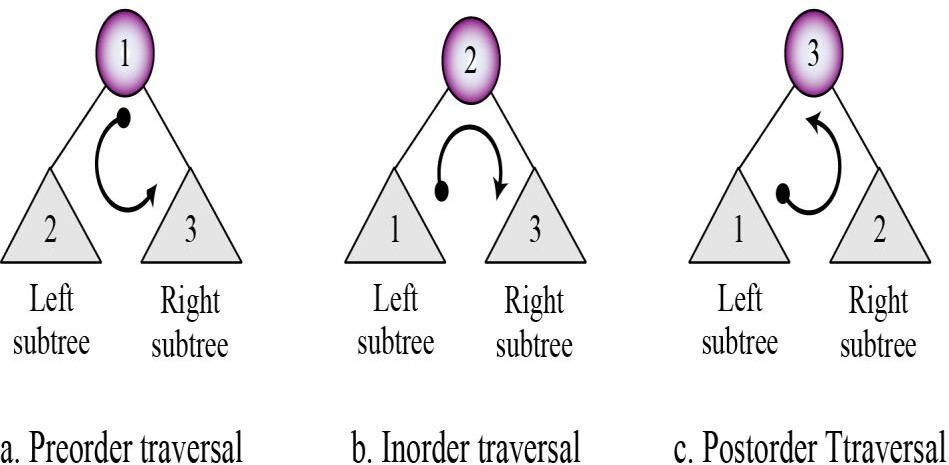 1 2 3
2 3 1 3 1 2
Left Right Left Right Left Right
subtree subtree subtree subtree subtree subtree
a. Preorder traversal b. Inorder traversal c. Postorder Ttraversal